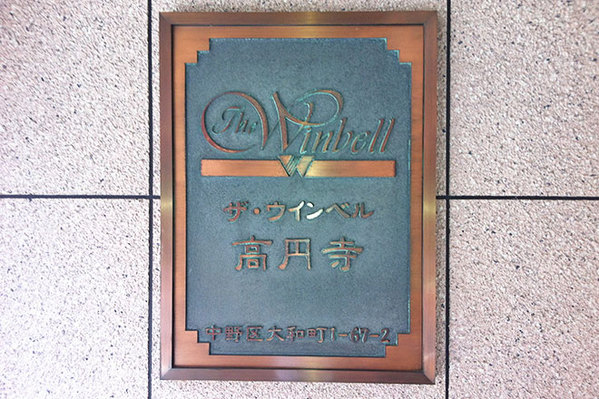 The Winbell
W
ザ・ウインベル
高円寺
中野区大和町1-67-2